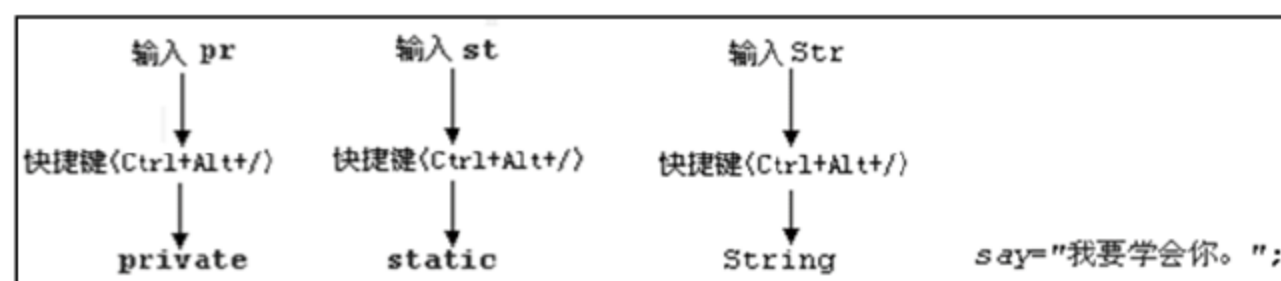 输入 pr 输入 st 输入 Str
快捷键<Ctrl+Alt+/> 快捷键<Ctrl+Alt+/> 快捷键<Ctrl+Alt+/>
private static String say="我要学会你。";